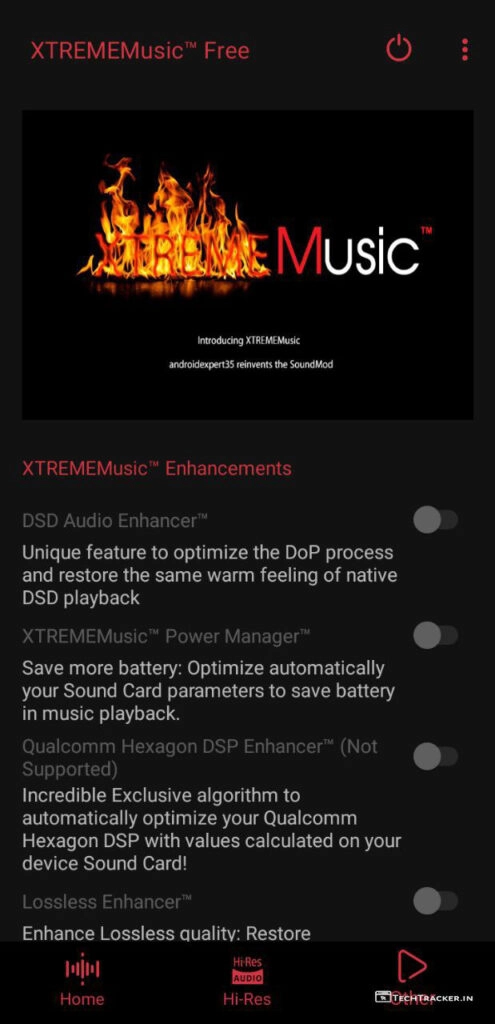 XTREMEMusic™ Free
XTREMEMusic™
Introducing XTREMEMusic
androidexpert35 reinvents the SoundMod
XTREMEMusic™ Enhancements
DSD Audio Enhancer™
Unique feature to optimize the DoP process
and restore the same warm feeling of native
DSD playback
XTREMEMusic™ Power Manager™
Save more battery: Optimize automatically
your Sound Card parameters to save battery
in music playback.
Qualcomm Hexagon DSP Enhancer™ (Not
Supported)
Incredible Exclusive algorithm to
automatically optimize your Qualcomm
Hexagon DSP with values calculated on your
device Sound Card!
Lossless Enhancer™
Enhance Lossless quality: Restore
Hi-Res
AUDIO
Home
Hi-Res
Other
TechTracker.in